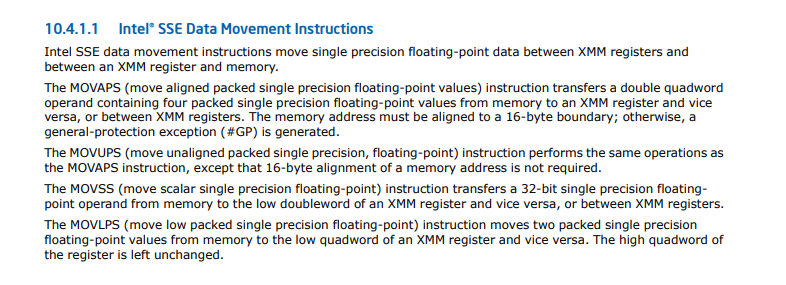 10.4.1.1 Intel® SSE Data Movement Instructions
Intel SSE data movement instructions move single precision floating-point data between XMM registers and
between an XMM register and memory.
The MOVAPS (move aligned packed single precision floating-point values) instruction transfers a double quadword
operand containing four packed single precision floating-point values from memory to an XMM register and vice
versa, or between XMM registers. The memory address must be aligned to a 16-byte boundary; otherwise, a
general-protection exception (#GP) is generated.
The MOVUPS (move unaligned packed single precision, floating-point) instruction performs the same operations as
the MOVAPS instruction, except that 16-byte alignment of a memory address is not required.
The MOVSS (move scalar single precision floating-point) instruction transfers a 32-bit single precision floating-
point operand from memory to the low doubleword of an XMM register and vice versa, or between XMM registers.
The MOVLPS (move low packed single precision floating-point) instruction moves two packed single precision
floating-point values from memory to the low quadword of an XMM register and vice versa. The high quadword of
the register is left unchanged.